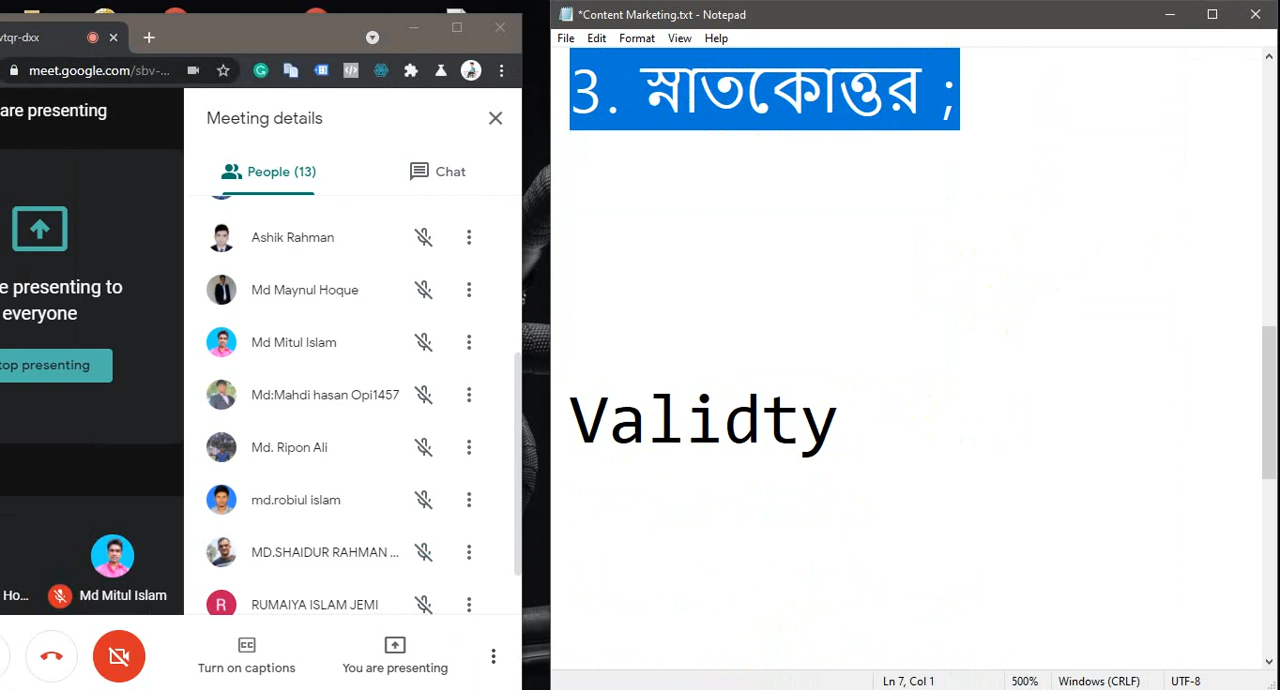 vtqr-dxx
meet.google.com/sbv-...
are presenting
e presenting to
everyone
top presenting
Ho...
Md Mitul Islam
Meeting details
People (13)
Chat
Ashik Rahman
Md Maynul Hoque
Md Mitul Islam
Md:Mahdi hasan Opi1457
Md. Ripon Ali
md.robiul islam
MD.SHAIDUR RAHMAN ...
R
RUMAIYA ISLAM JEMI
CC
Turn on captions
You are presenting
*Content Marketing.txt - Notepad
File Edit Format View Help
3. স্নাতকোত্তর ;
Validty
Ln 7, Col 1
500%
Windows (CRLF)
UTF-8